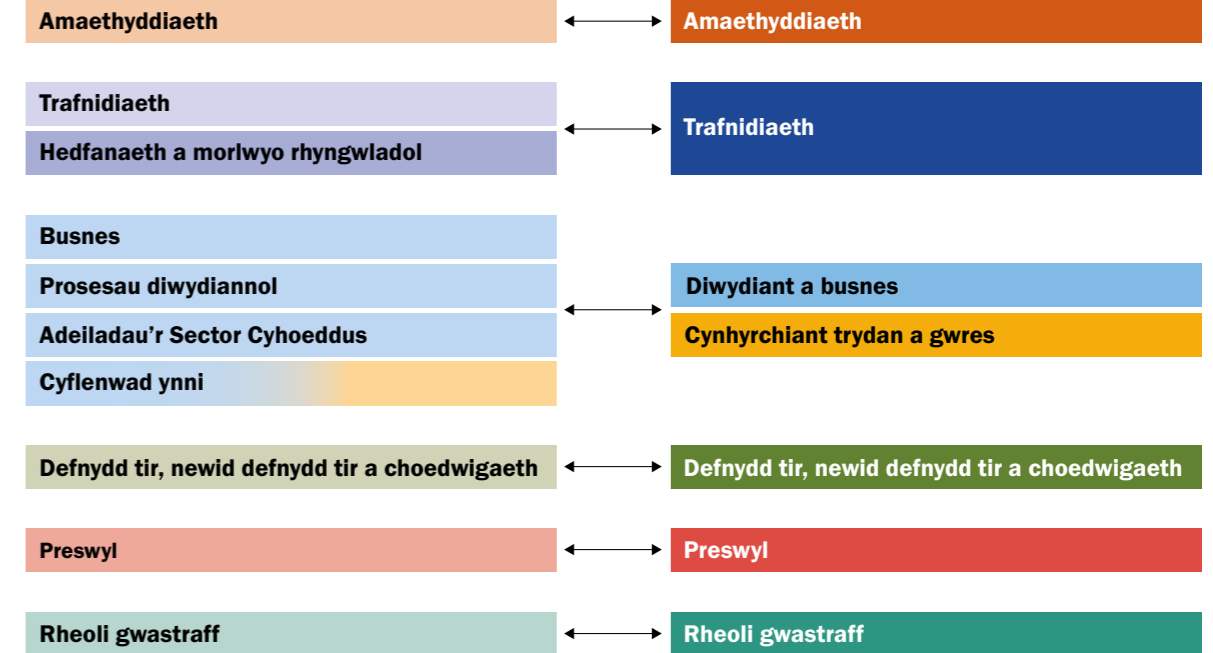 Amaethyddiaeth
Amaethyddiaeth
Trafnidiaeth
Hedfanaeth a morlwyo rhyngwladol
Trafnidiaeth
Busnes
Prosesau diwydiannol
Adeiladau'r Sector Cyhoeddus
Cyflenwad ynni
Diwydiant a busnes
Cynhyrchiant trydan a gwres
Defnydd tir, newid defnydd tir a choedwigaeth
Defnydd tir, newid defnydd tir a choedwigaeth
Preswyl
Preswyl
Rheoli gwastraff
Rheoli gwastraff